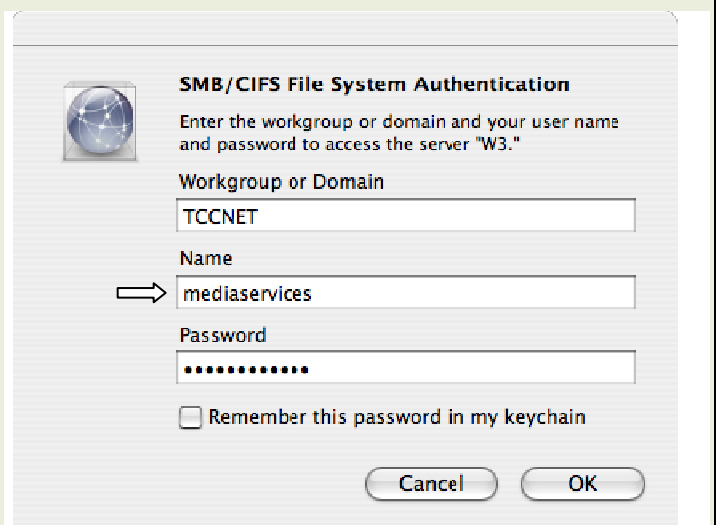 SMB/CIFS File System Authentication
Enter the workgroup or domain and your user name
and password to access the server "W3."
Workgroup or Domain
TCCNET
Name
mediaservices
Password
••••••••••••
Remember this password in my keychain
Cancel OK